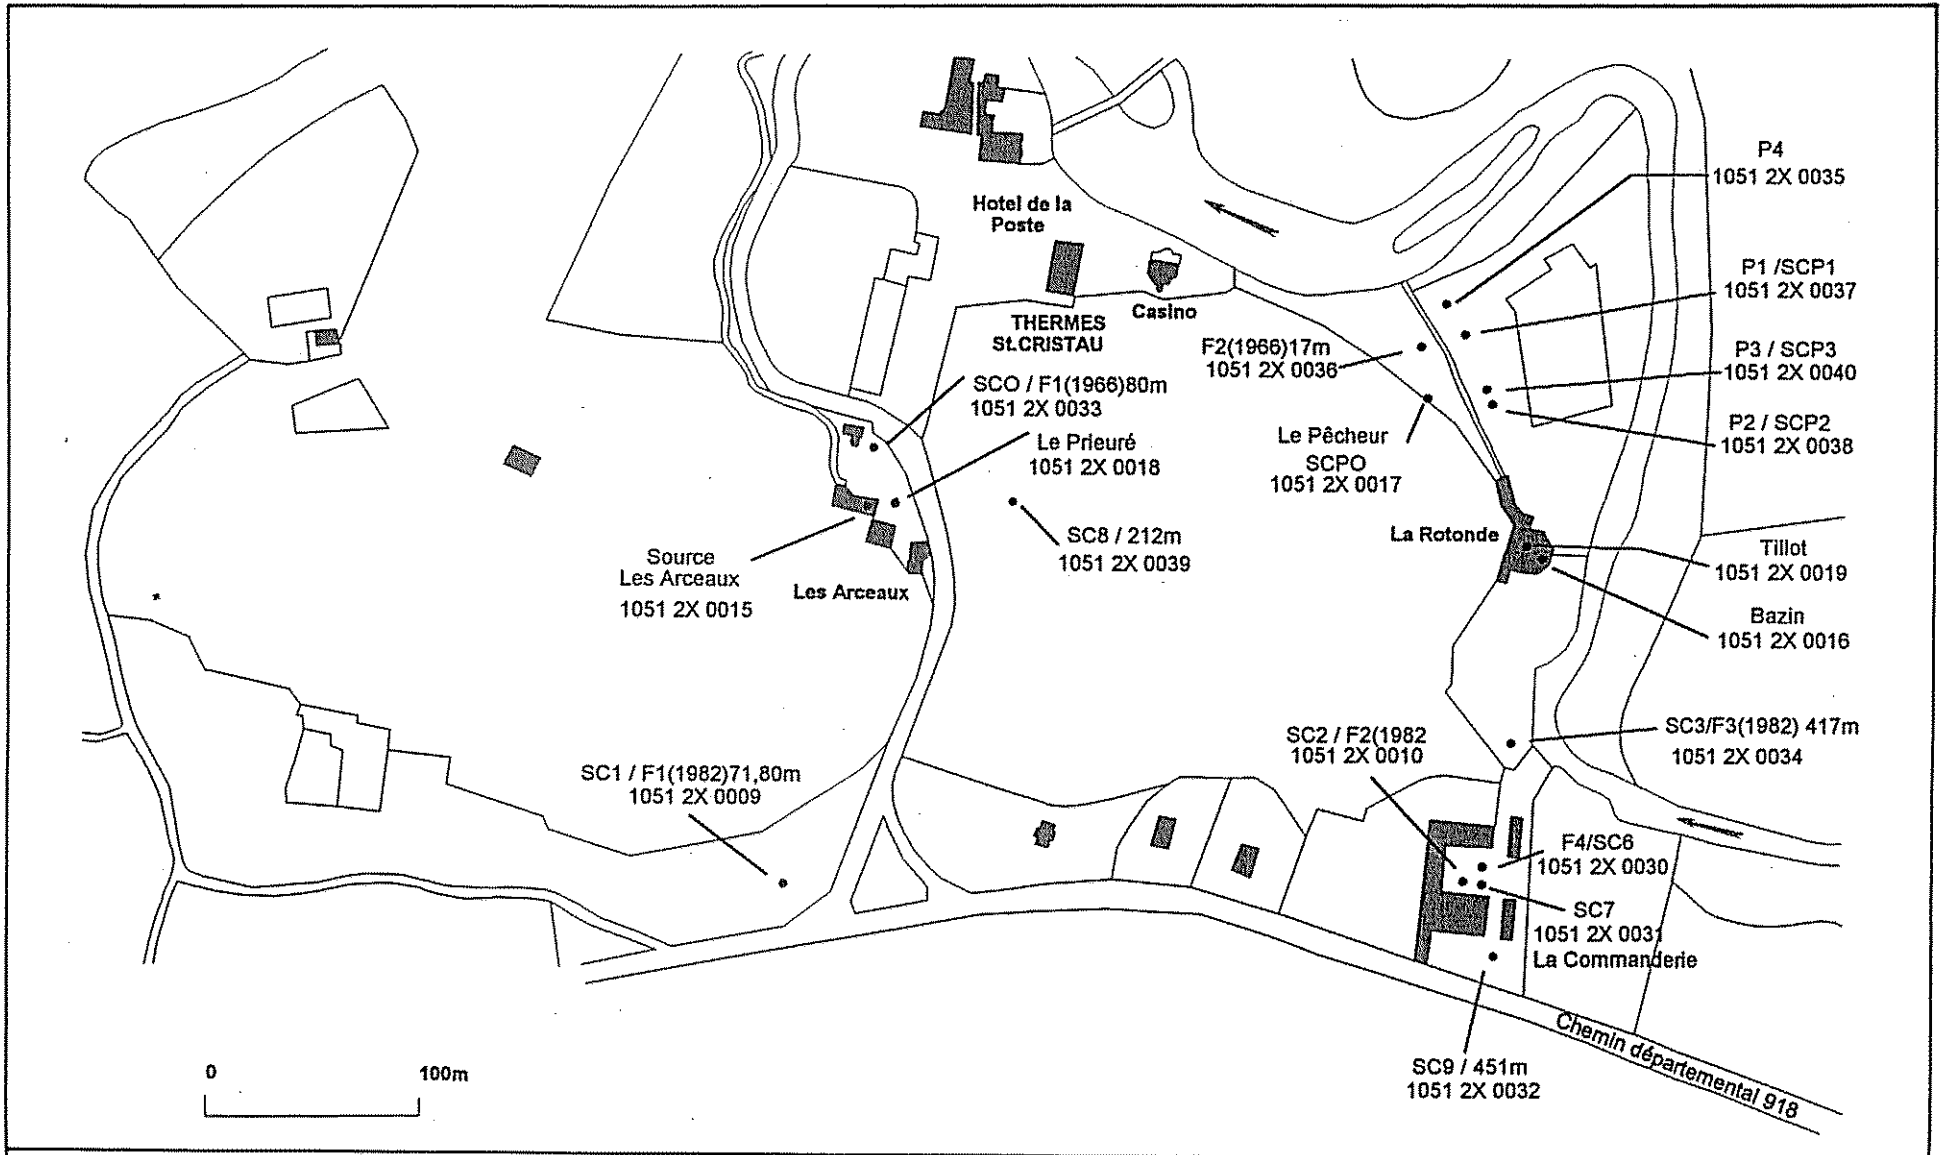 P4
1051 2X 0035
Hotel de la
Poste
P1 /SCP1
1051 2X 0037
Casino
THERMES
St.CRISTAU
F2(1966)17m
1051 2X 0036
P3 / SCP3
1051 2X 0040
SCO / F1(1966)80m
1051 2X 0033
Le Prieuré
1051 2X 0018
Le Pêcheur
SCPO
1051 2X 0017
P2 / SCP2
1051 2X 0038
SC8 / 212m
1051 2X 0039
La Rotonde
Tillot
1051 2X 0019
Source
Les Arceaux
1051 2X 0015
Les Arceaux
Bazin
1051 2X 0016
SC1 / F1(1982)71,80m
1051 2X 0009
SC2 / F2(1982
1051 2X 0010
SC3/F3(1982) 417m
1051 2X 0034
F4/SC6
1051 2X 0030
SC7
1051 2X 0031
La Commanderie
Chemin départemental 918
SC9 / 451m
1051 2X 0032
0 100m